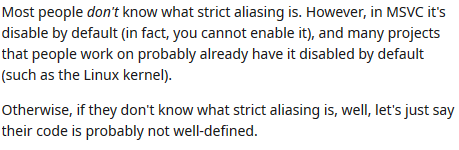 Most people don't know what strict aliasing is. However, in MSVC it's
disable by default (in fact, you cannot enable it), and many projects
that people work on probably already have it disabled by default
(such as the Linux kernel).
Otherwise, if they don't know what strict aliasing is, well, let's just say
their code is probably not well-defined.